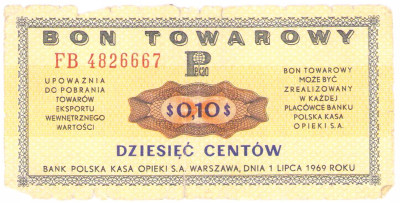 BON TOWAROWY
FB 4826667
Pekao
UPOWAŻNIA
DO POBRANIA
TOWARÓW
EKSPORTU
WEWNĘTRZNEGO
WARTOŚCI
$0,10$
BON TOWAROWY
MOŻE BYĆ
ZREALIZOWANY
W KAŻDEJ
PLACÓWCE BANKU
POLSKA KASA
OPIEKI S.A.
DZIESIĘĆ CENTÓW
BANK POLSKA KASA OPIEKI S.A. WARSZAWA, DNIA 1 LIPCA 1969 ROKU